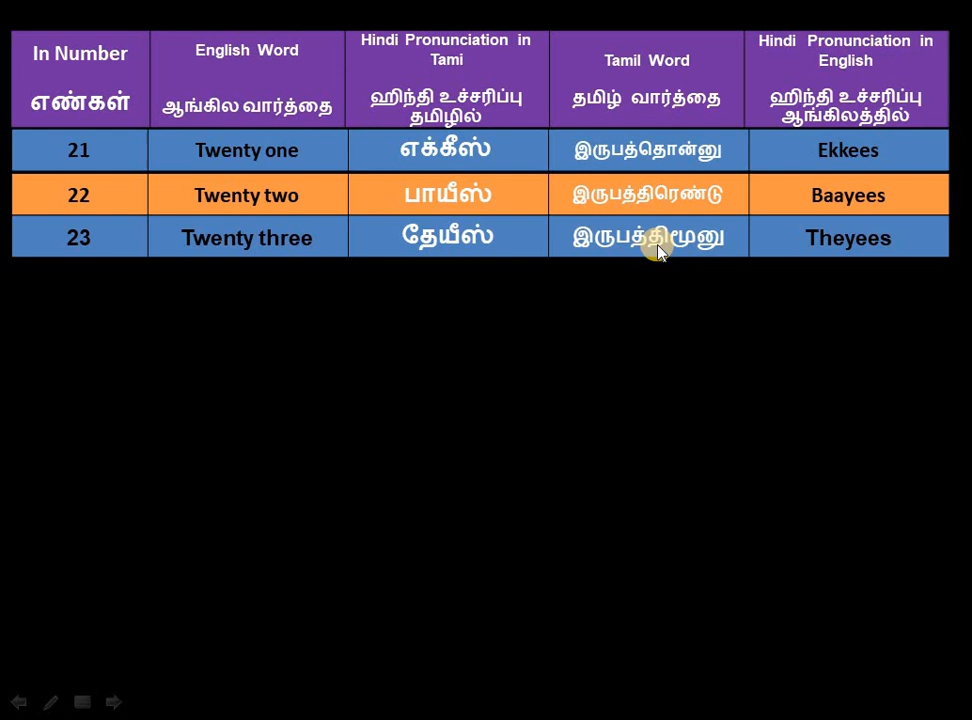 In Number
எண்கள்
English Word
ஆங்கில வார்த்தை
Hindi Pronunciation in
Tami
ஹிந்தி உச்சரிப்பு
தமிழில்
Tamil Word
தமிழ் வார்த்தை
Hindi Pronunciation in
English
ஹிந்தி உச்சரிப்பு
ஆங்கிலத்தில்
21 Twenty one எக்கீஸ் இருபத்தொன்னு Ekkees
22 Twenty two பாயீஸ் இருபத்திரெண்டு Baayees
23 Twenty three தேயீஸ் இருபத்திமூனு Theyees